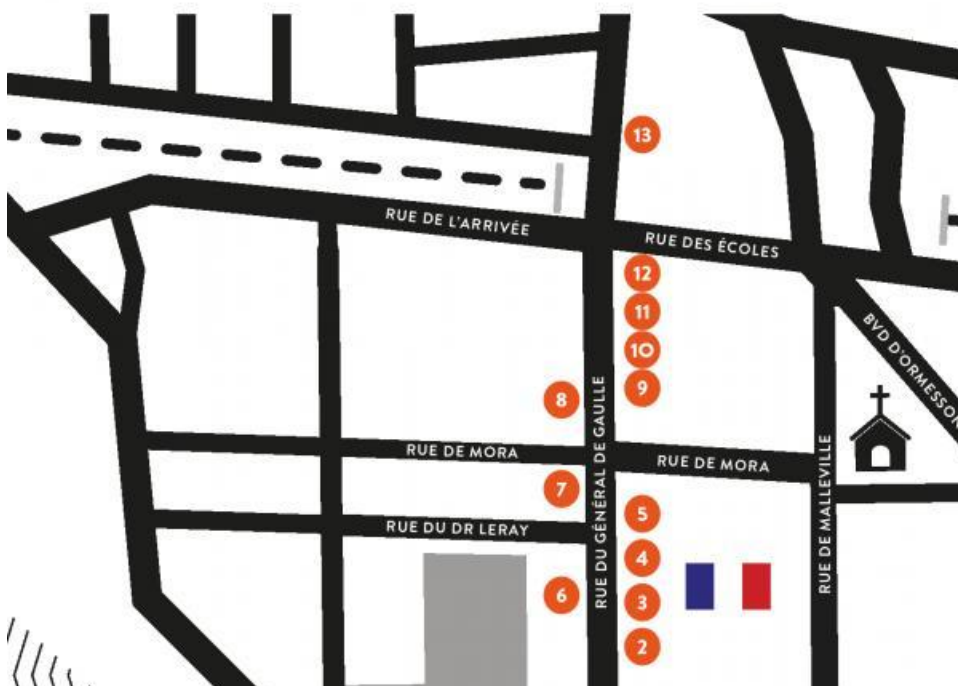 13
RUE DE L'ARRIVÉE
RUE DES ÉCOLES
12
11
10
9
8
BVD D'ORMESSON
RUE DU GÉNÉRAL DE GAULLE
RUE DE MALLEVILLE
RUE DE MORA
RUE DE MORA
7
5
RUE DU DR LERAY
4
6
3
2